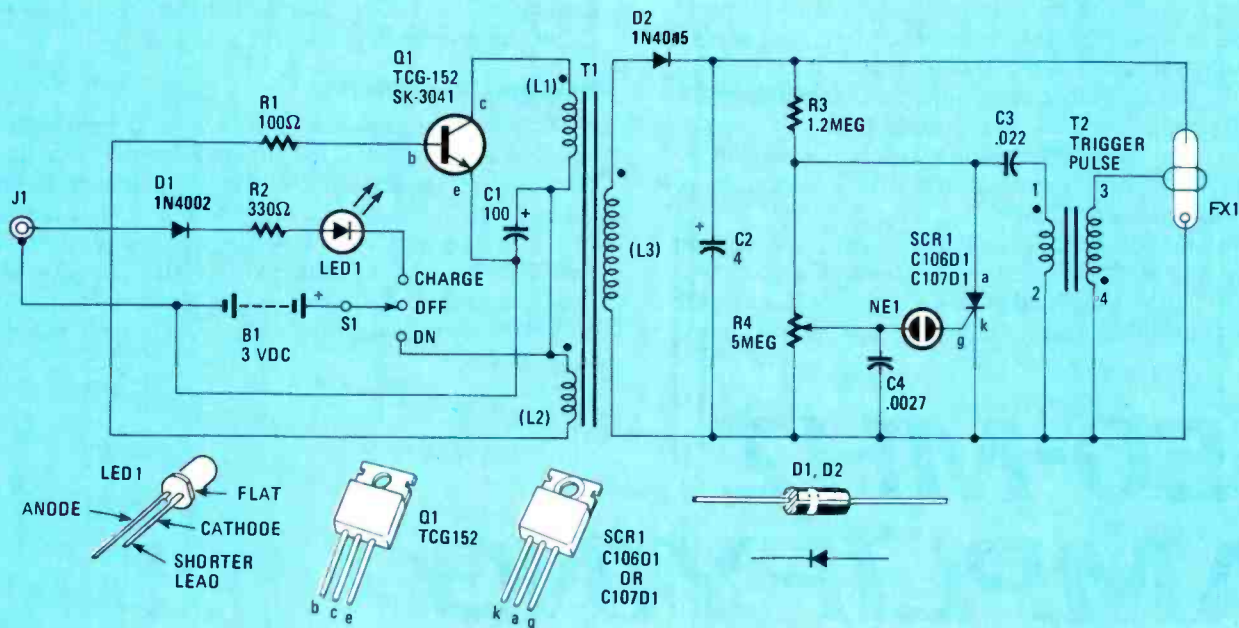 D2
1N4045
Q1
TCG-152
SK-3041
c
b
e
(L1)
T1
R1
100Ω
J1
D1
1N4002
R2
330Ω
LED1
C1
100
+
CHARGE
OFF
ON
S1
+
B1
3 VDC
(L2)
(L3)
+
C2
4
R3
1.2MEG
R4
5MEG
C3
.022
T2
TRIGGER
PULSE
1
2
3
4
FX1
SCR1
C106D1
C107D1
a
k
g
NE1
C4
.0027
LED1
ANODE
FLAT
CATHODE
SHORTER
LEAD
Q1
TCG152
b c e
SCR1
C106D1
OR
C107D1
k a g
D1, D2